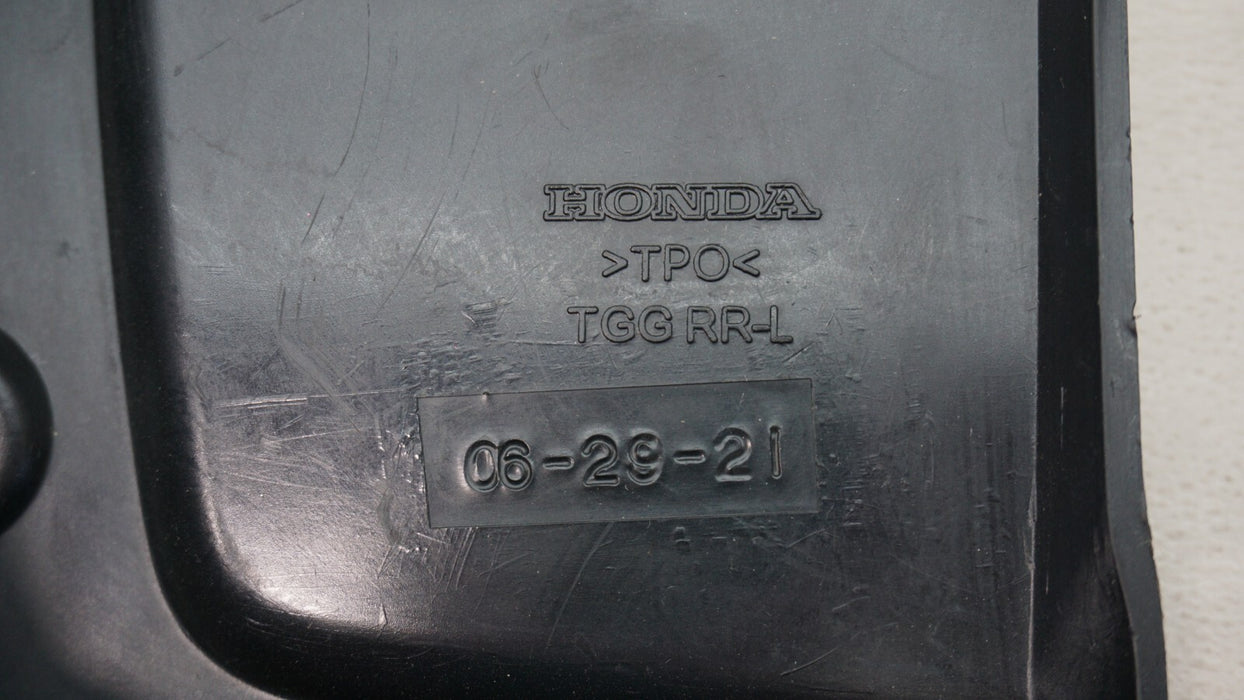 HONDA
>TPO<
TGG RR-L
06-29-21